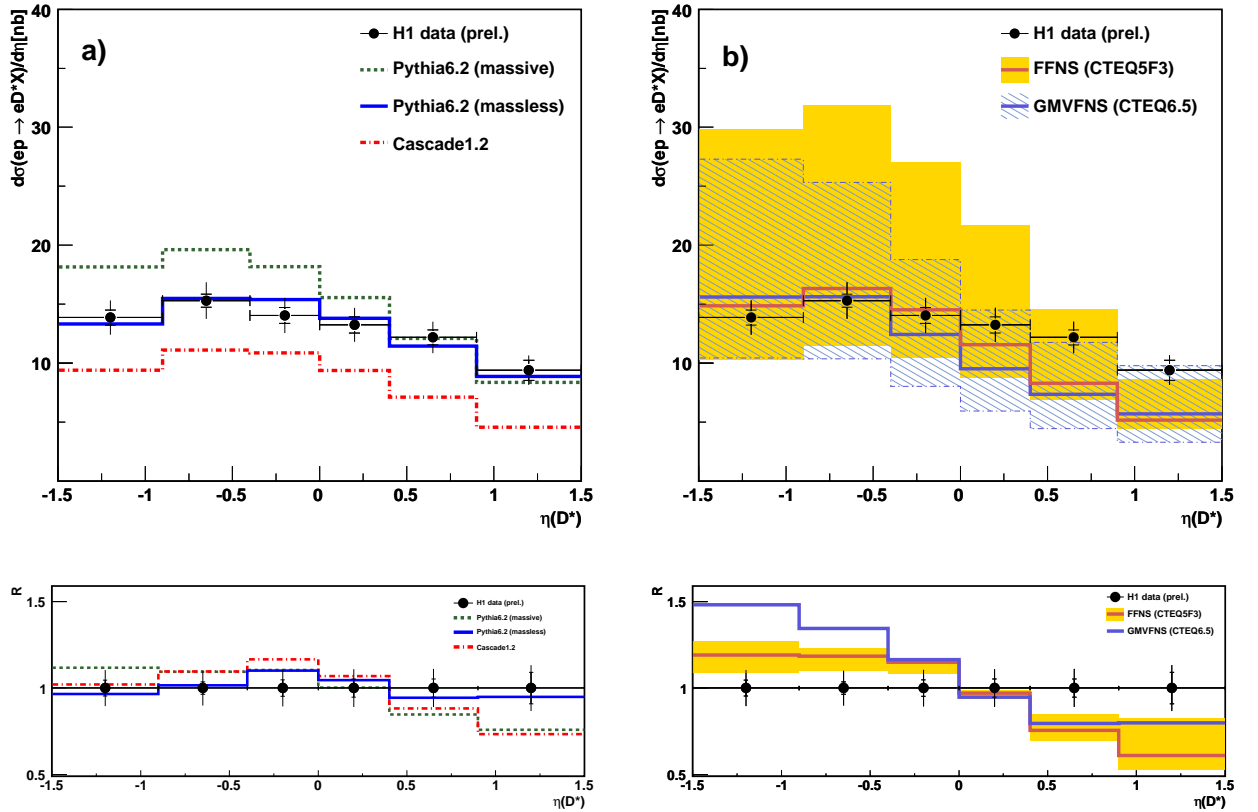 dσ(ep → eD*X)/dη[nb]
40
30
20
10
a)
H1 data (prel.)
Pythia6.2 (massive)
Pythia6.2 (massless)
Cascade1.2
-1.5 -1 -0.5 0 0.5 1 1.5
η(D*)
dσ(ep → eD*X)/dη[nb]
40
30
20
10
b)
H1 data (prel.)
FFNS (CTEQ5F3)
GMVFNS (CTEQ6.5)
-1.5 -1 -0.5 0 0.5 1 1.5
η(D*)
R
1.5
1
0.5
H1 data (prel.)
Pythia6.2 (massive)
Pythia6.2 (massless)
Cascade1.2
-1.5 -1 -0.5 0 0.5 1 1.5
η(D*)
R
1.5
1
0.5
H1 data (prel.)
FFNS (CTEQ5F3)
GMVFNS (CTEQ6.5)
-1.5 -1 -0.5 0 0.5 1 1.5
η(D*)